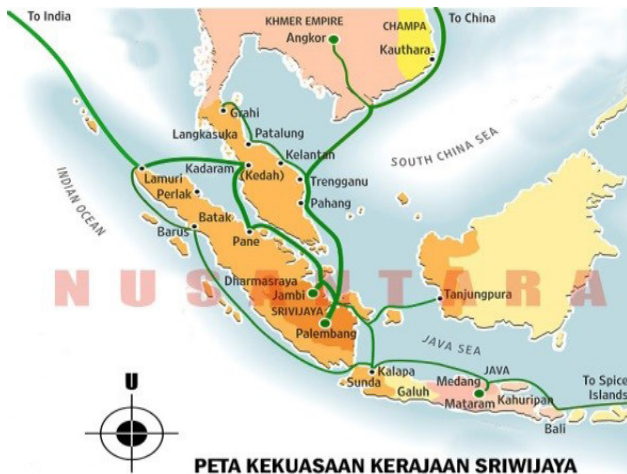 To India
KHMER EMPIRE
Angkor
CHAMPA
Kauthara
To China
Grahi
Langkasuka
Patalung
Kelantan
SOUTH CHINA SEA
Kadaram
(Kedah)
Trengganu
Pahang
Lamuri
Perlak
INDIAN OCEAN
Batak
Barus
Pane
Dharmasraya
NUSANTARA
Jambi
SRIVIJAYA
Palembang
Tanjungpura
JAVA SEA
Kalapa
Sunda
Galuh
Medang
JAVA
Mataram
Kahuripan
Bali
To Spice
Islands
U
PETA KEKUASAAN KERAJAAN SRIWIJAYA